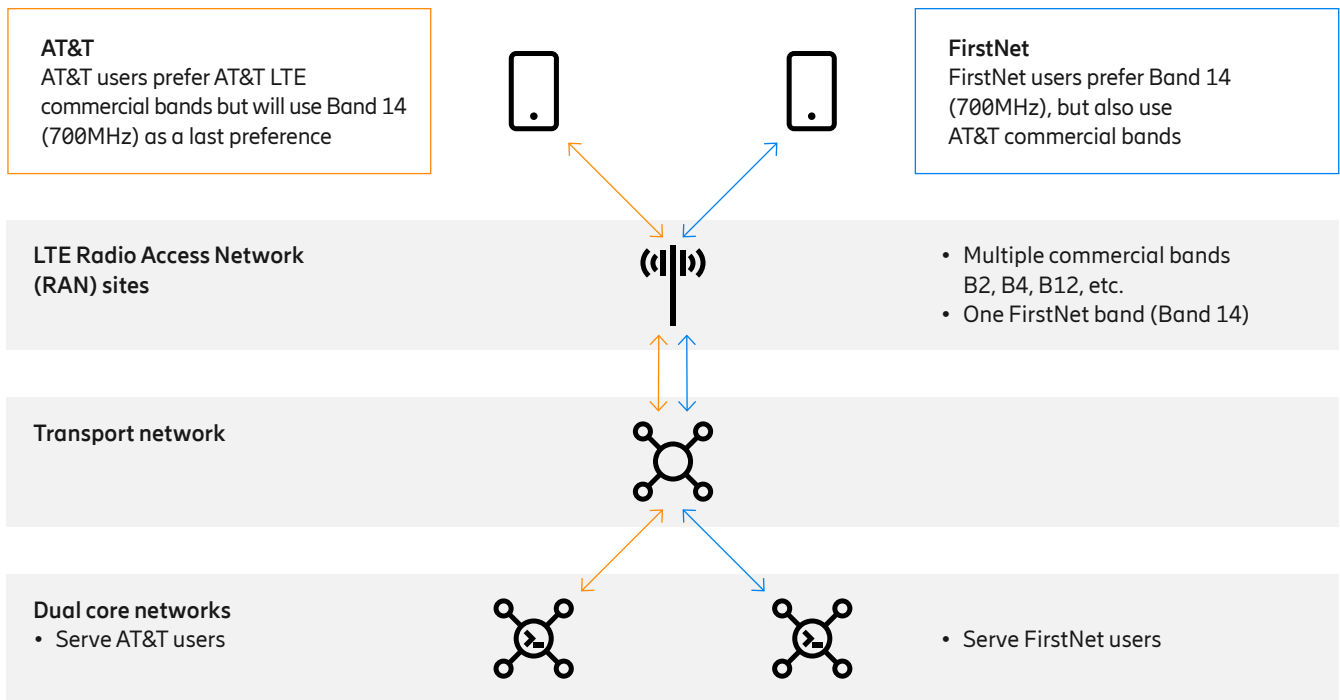 AT&T
AT&T users prefer AT&T LTE
commercial bands but will use Band 14
(700MHz) as a last preference
FirstNet
FirstNet users prefer Band 14
(700MHz), but also use
AT&T commercial bands
LTE Radio Access Network
(RAN) sites
• Multiple commercial bands
B2, B4, B12, etc.
• One FirstNet band (Band 14)
Transport network
Dual core networks
• Serve AT&T users
• Serve FirstNet users